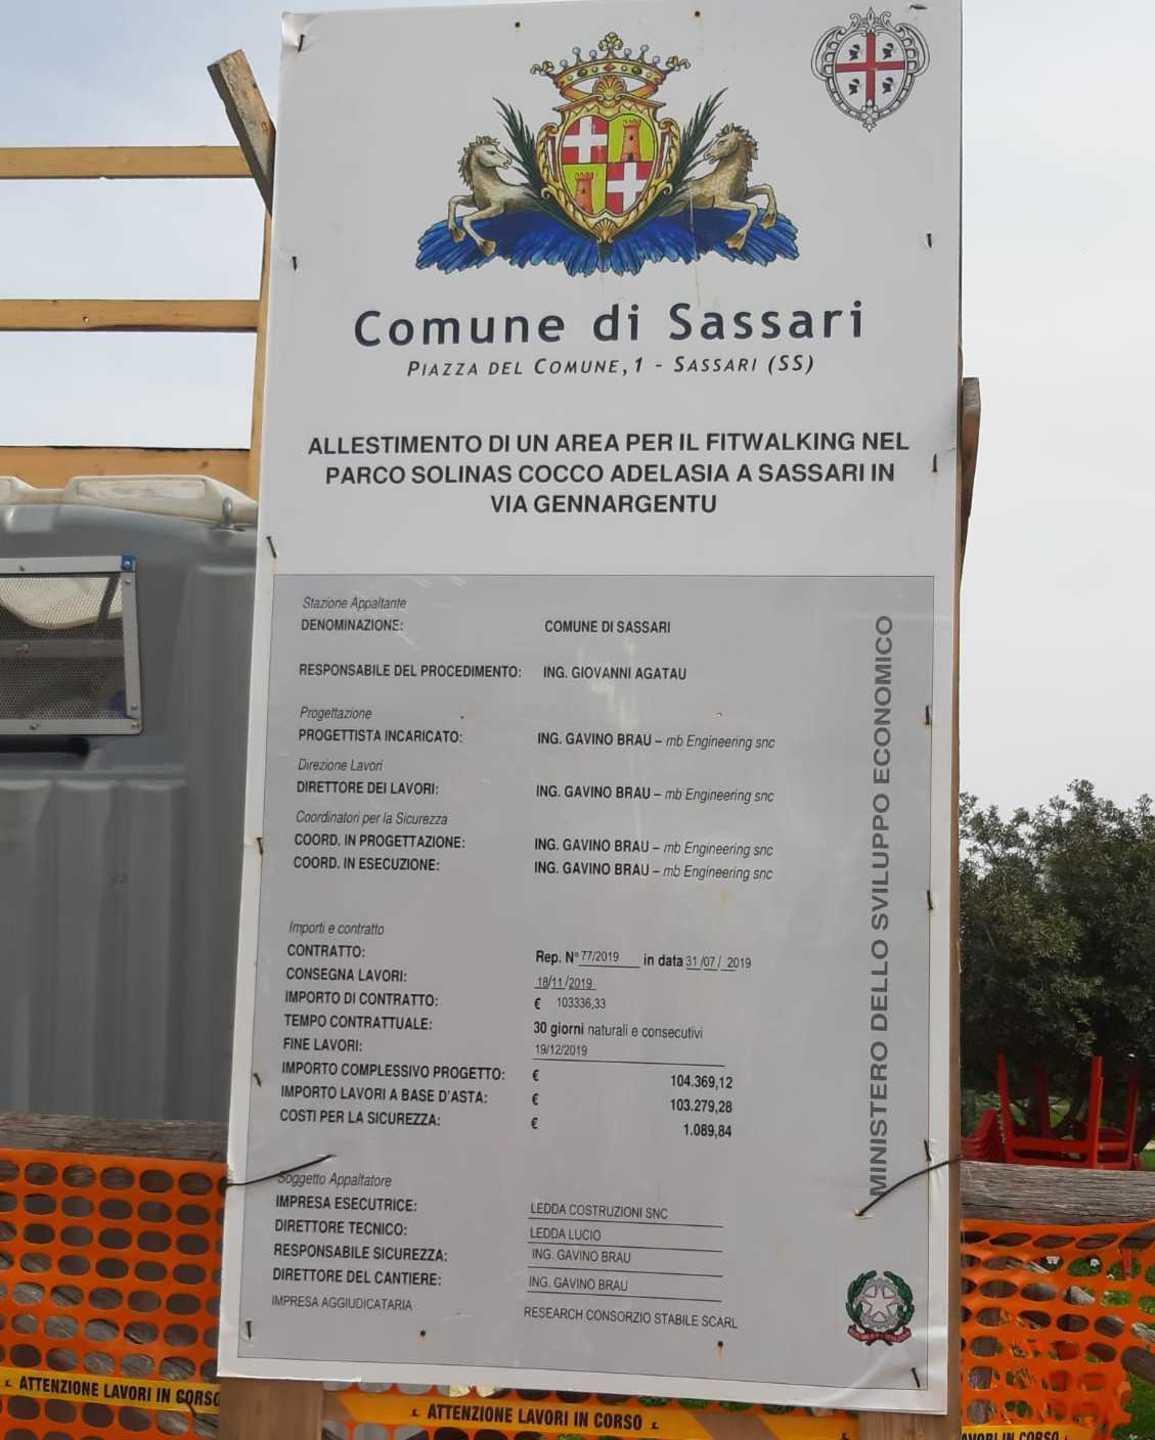 Comune di Sassari
PIAZZA DEL COMUNE, 1 - SASSARI (SS)
ALLESTIMENTO DI UN AREA PER IL FITWALKING NEL
PARCO SOLINAS COCCO ADELASIA A SASSARI IN
VIA GENNARGENTU
Stazione Appaltante
DENOMINAZIONE: COMUNE DI SASSARI
RESPONSABILE DEL PROCEDIMENTO: ING. GIOVANNI AGATAU
Progettazione
PROGETTISTA INCARICATO: ING. GAVINO BRAU – mb Engineering snc
Direzione Lavori
DIRETTORE DEI LAVORI: ING. GAVINO BRAU – mb Engineering snc
Coordinatori per la Sicurezza
COORD. IN PROGETTAZIONE: ING. GAVINO BRAU – mb Engineering snc
COORD. IN ESECUZIONE: ING. GAVINO BRAU – mb Engineering snc
Importi e contratto
CONTRATTO: Rep. N° 77/2019 in data 31/07/ 2019
CONSEGNA LAVORI: 18/11/2019
IMPORTO DI CONTRATTO: € 103336,33
TEMPO CONTRATTUALE: 30 giorni naturali e consecutivi
FINE LAVORI: 19/12/2019
IMPORTO COMPLESSIVO PROGETTO: € 104.369,12
IMPORTO LAVORI A BASE D'ASTA: € 103.279,28
COSTI PER LA SICUREZZA: € 1.089,84
Soggetto Appaltatore
IMPRESA ESECUTRICE: LEDDA COSTRUZIONI SNC
DIRETTORE TECNICO: LEDDA LUCIO
RESPONSABILE SICUREZZA: ING. GAVINO BRAU
DIRETTORE DEL CANTIERE: ING. GAVINO BRAU
IMPRESA AGGIUDICATARIA RESEARCH CONSORZIO STABILE SCARL
MINISTERO DELLO SVILUPPO ECONOMICO
ATTENZIONE LAVORI IN CORSO
ATTENZIONE LAVORI IN CORSO
LAVORI IN CORSO